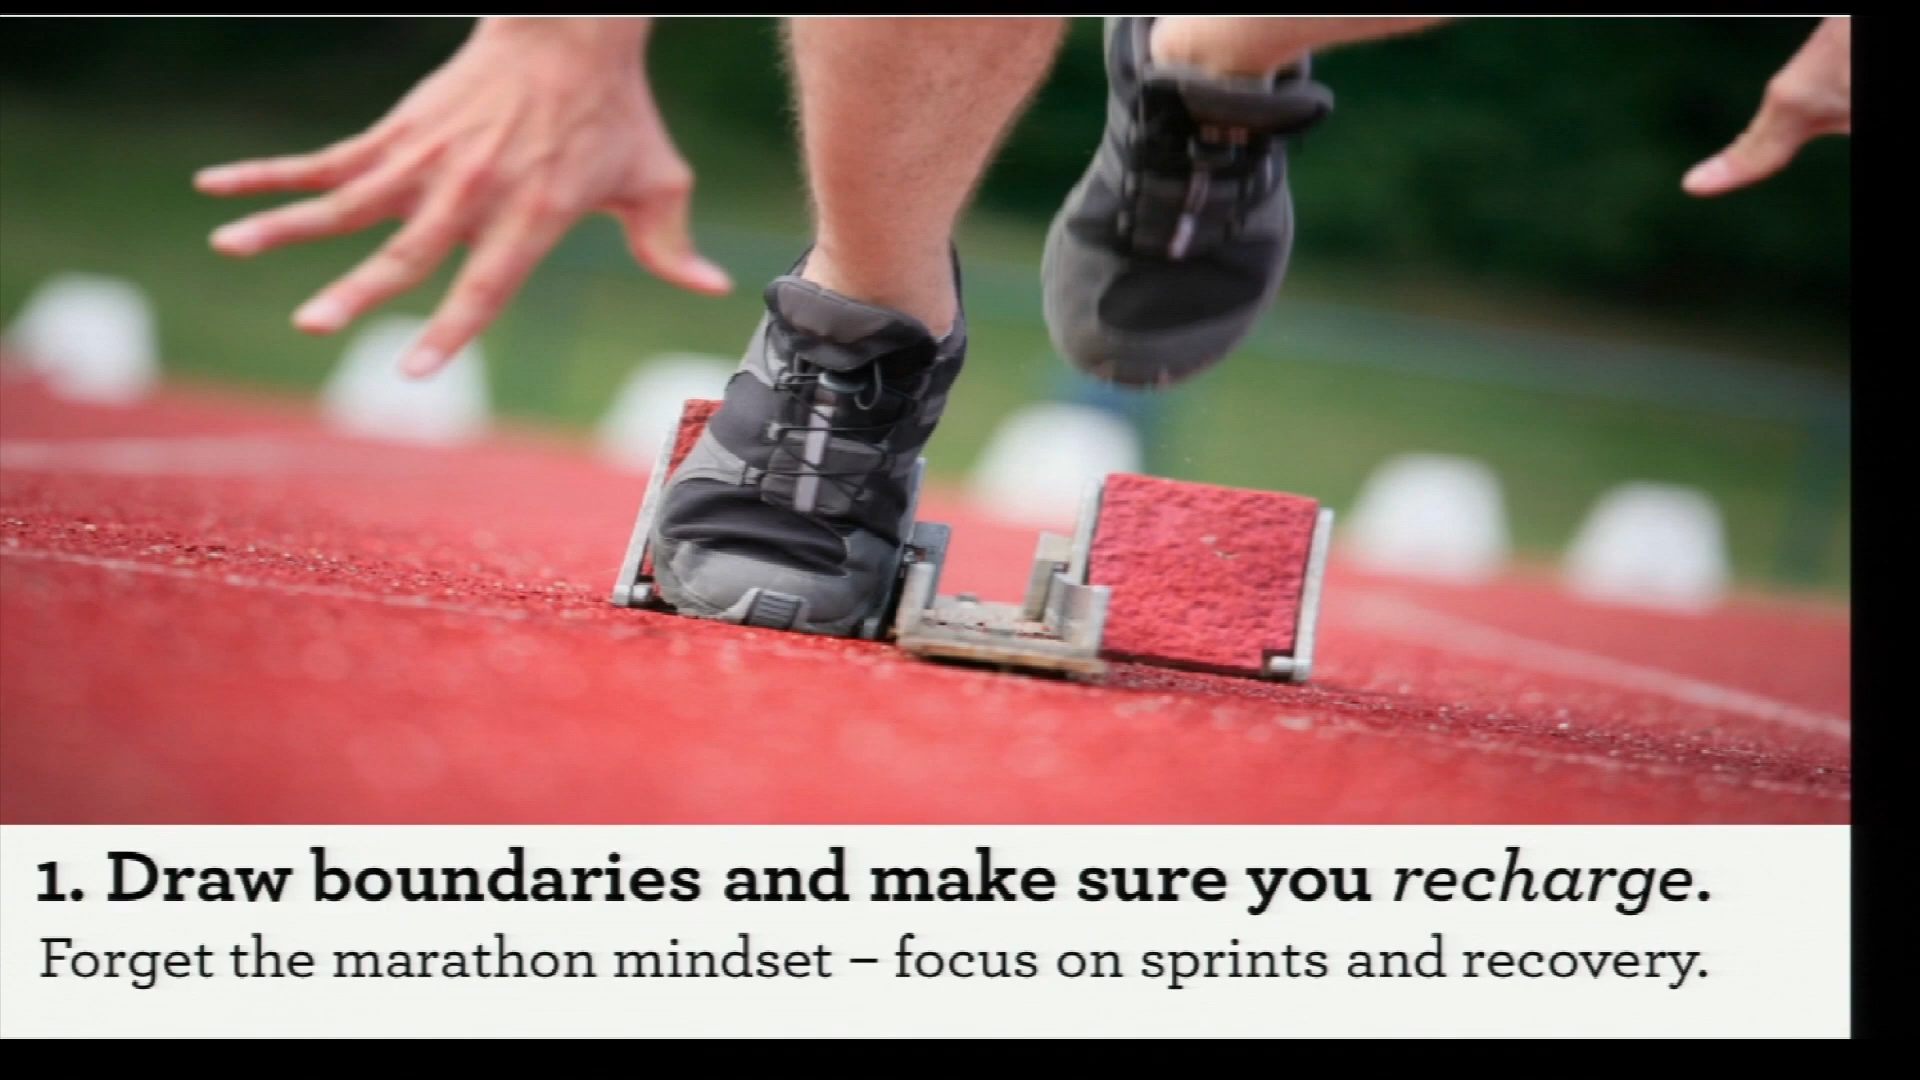 1. Draw boundaries and make sure you recharge.
Forget the marathon mindset – focus on sprints and recovery.